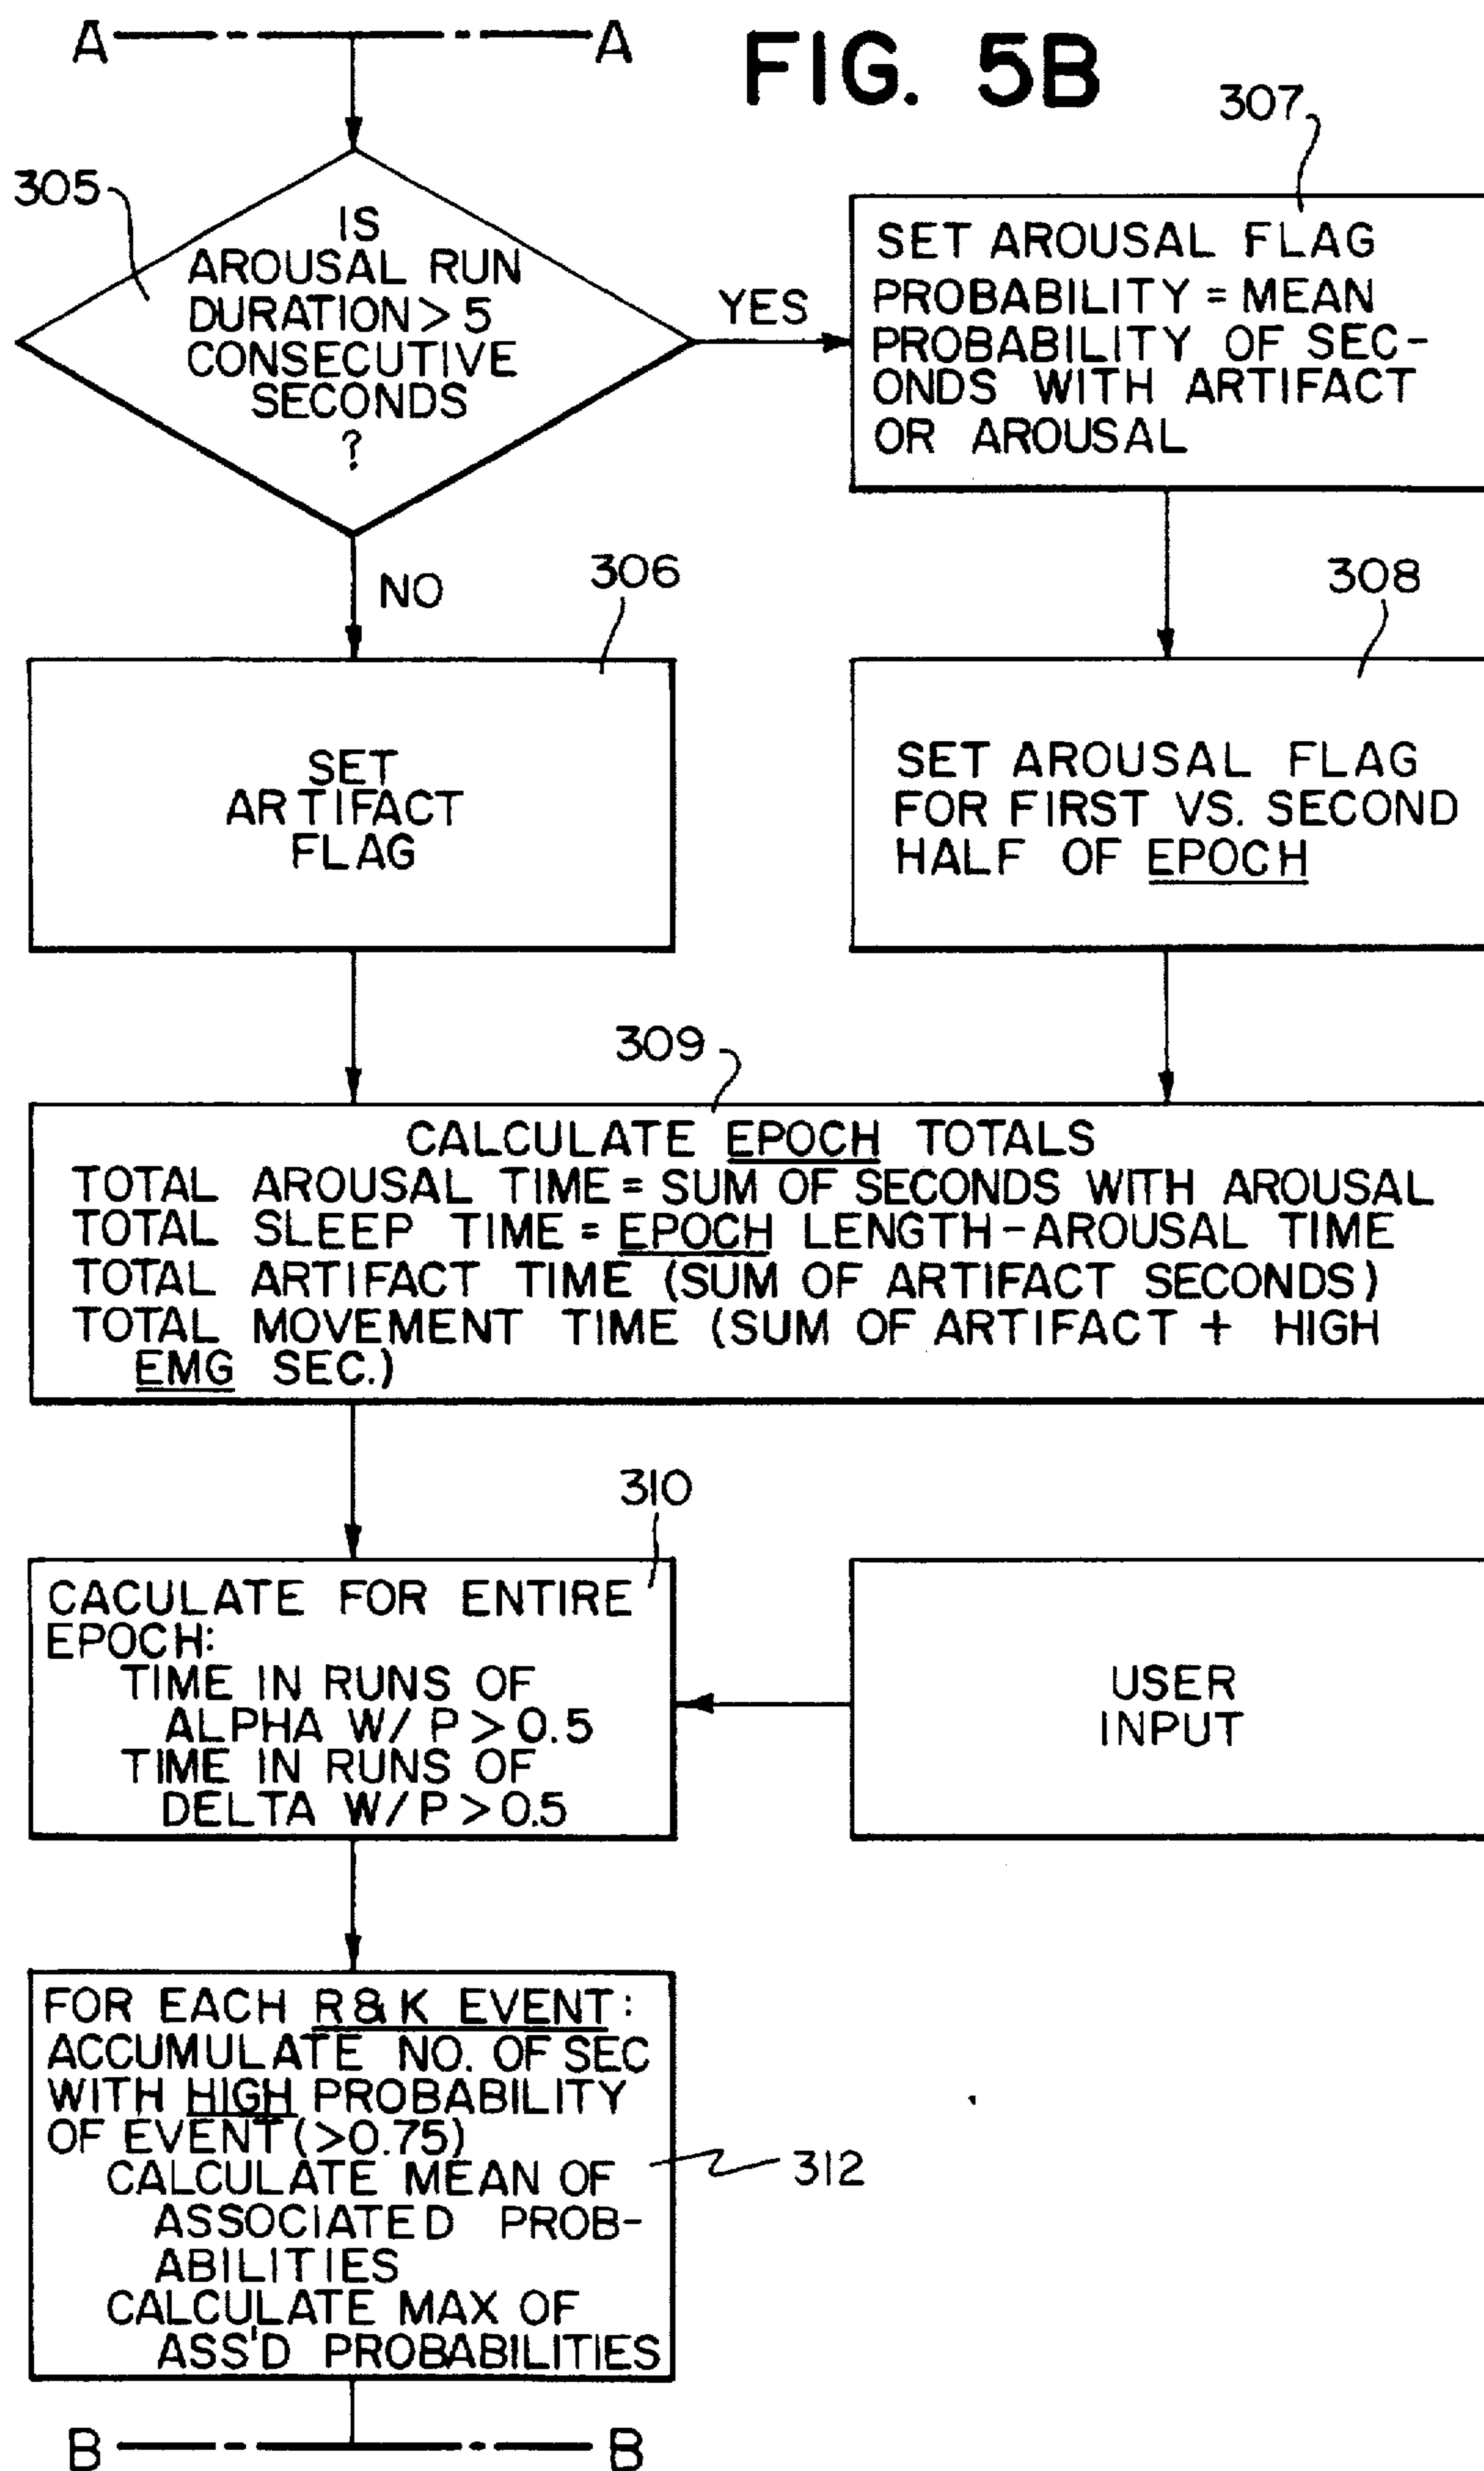 A A
FIG. 5B
305
IS
AROUSAL RUN
DURATION > 5
CONSECUTIVE
SECONDS
?
YES
NO
307
SET AROUSAL FLAG
PROBABILITY = MEAN
PROBABILITY OF SEC-
ONDS WITH ARTIFACT
OR AROUSAL
306
SET
ARTIFACT
FLAG
308
SET AROUSAL FLAG
FOR FIRST VS. SECOND
HALF OF EPOCH
309
CALCULATE EPOCH TOTALS
TOTAL AROUSAL TIME = SUM OF SECONDS WITH AROUSAL
TOTAL SLEEP TIME = EPOCH LENGTH - AROUSAL TIME
TOTAL ARTIFACT TIME (SUM OF ARTIFACT SECONDS)
TOTAL MOVEMENT TIME (SUM OF ARTIFACT + HIGH
EMG SEC.)
310
CACULATE FOR ENTIRE
EPOCH:
TIME IN RUNS OF
ALPHA W/ P > 0.5
TIME IN RUNS OF
DELTA W/ P > 0.5
USER
INPUT
FOR EACH R & K EVENT:
ACCUMULATE NO. OF SEC
WITH HIGH PROBABILITY
OF EVENT (>0.75)
CALCULATE MEAN OF
ASSOCIATED PROB-
ABILITIES
CALCULATE MAX OF
ASS'D PROBABILITIES
312
B B